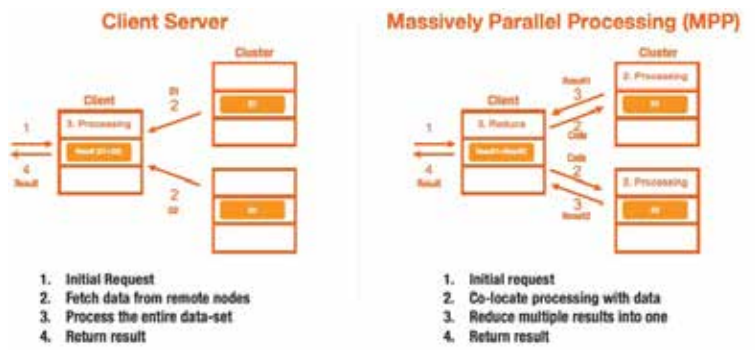 Client Server
Cluster
D1
2
Client
1
3. Processing
4
Result
2
D2
1. Initial Request
2. Fetch data from remote nodes
3. Process the entire data-set
4. Return result
Massively Parallel Processing (MPP)
Cluster
2. Processing
Result1
3
Client
2
Code
1
3. Reduce
4
Result
Code
2
3
Result2
2. Processing
1. Initial request
2. Co-locate processing with data
3. Reduce multiple results into one
4. Return result